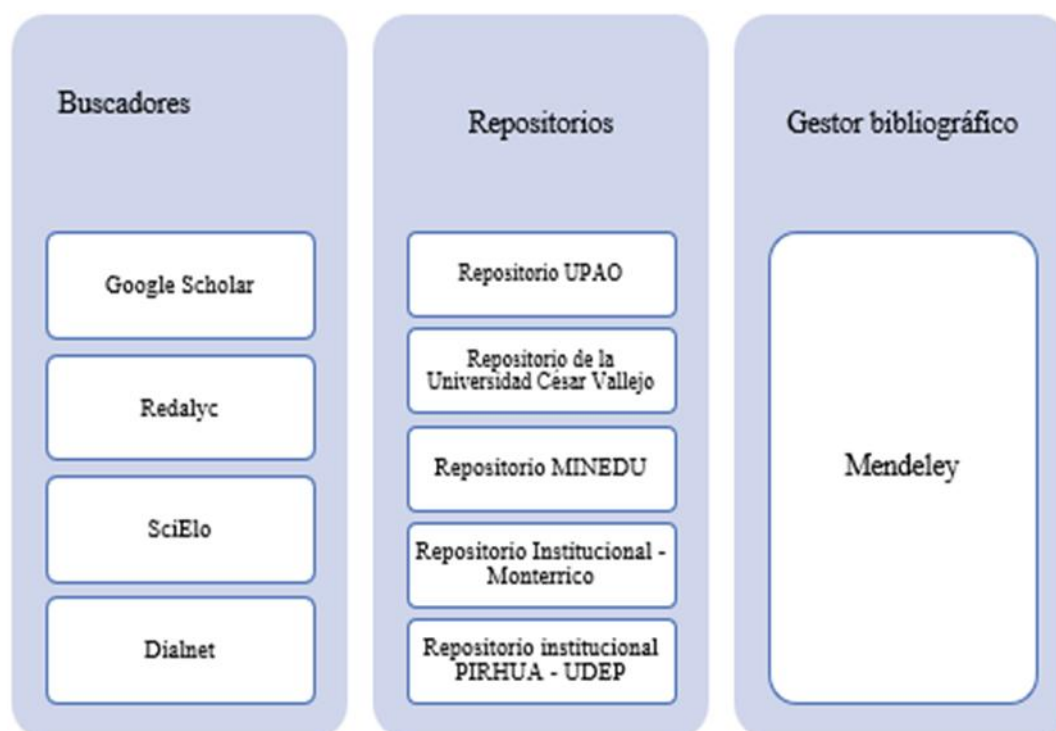 Buscadores
Google Scholar
Redalyc
SciElo
Dialnet
Repositorios
Repositorio UPAO
Repositorio de la
Universidad César Vallejo
Repositorio MINEDU
Repositorio Institucional -
Monterrico
Repositorio institucional
PIRHUA - UDEP
Gestor bibliográfico
Mendeley